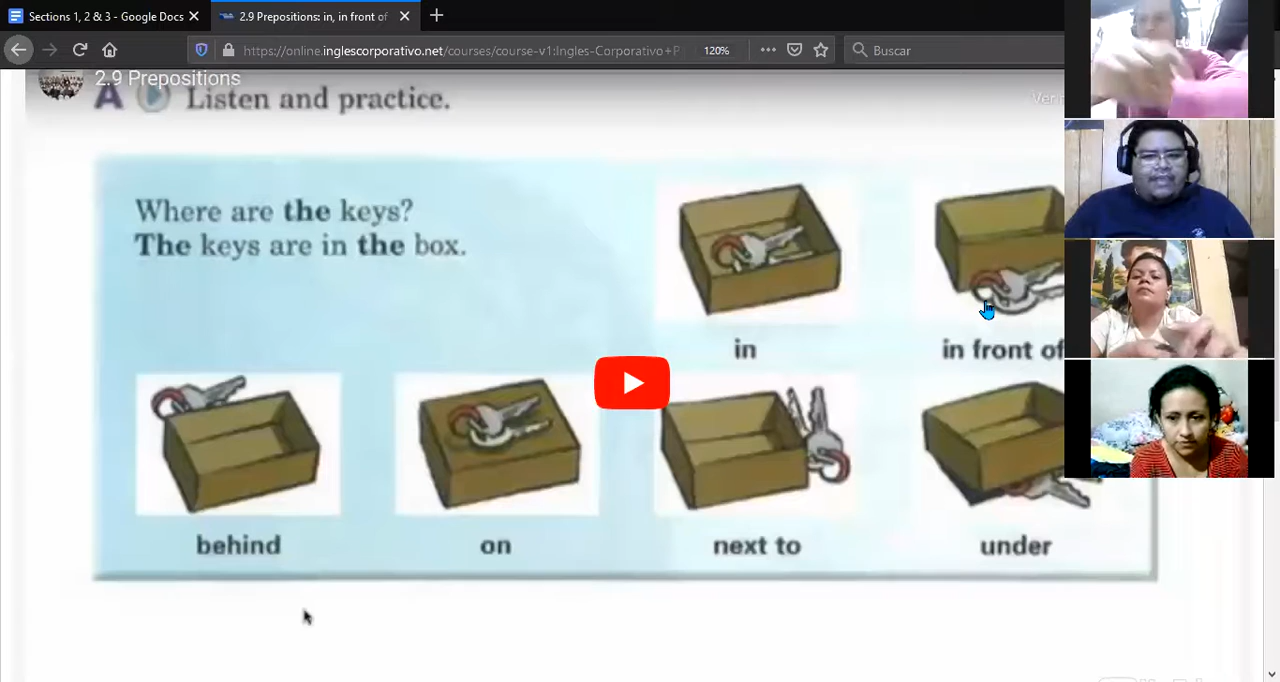 Sections 1, 2 & 3 - Google Docs
2.9 Prepositions: in, in front of
https://online.inglescorporativo.net/courses/course-v1:Ingles-Corporativo+P
120%
Buscar
2.9 Prepositions
A Listen and practice.
Ver
Where are the keys?
The keys are in the box.
in
in front of
behind
on
next to
under